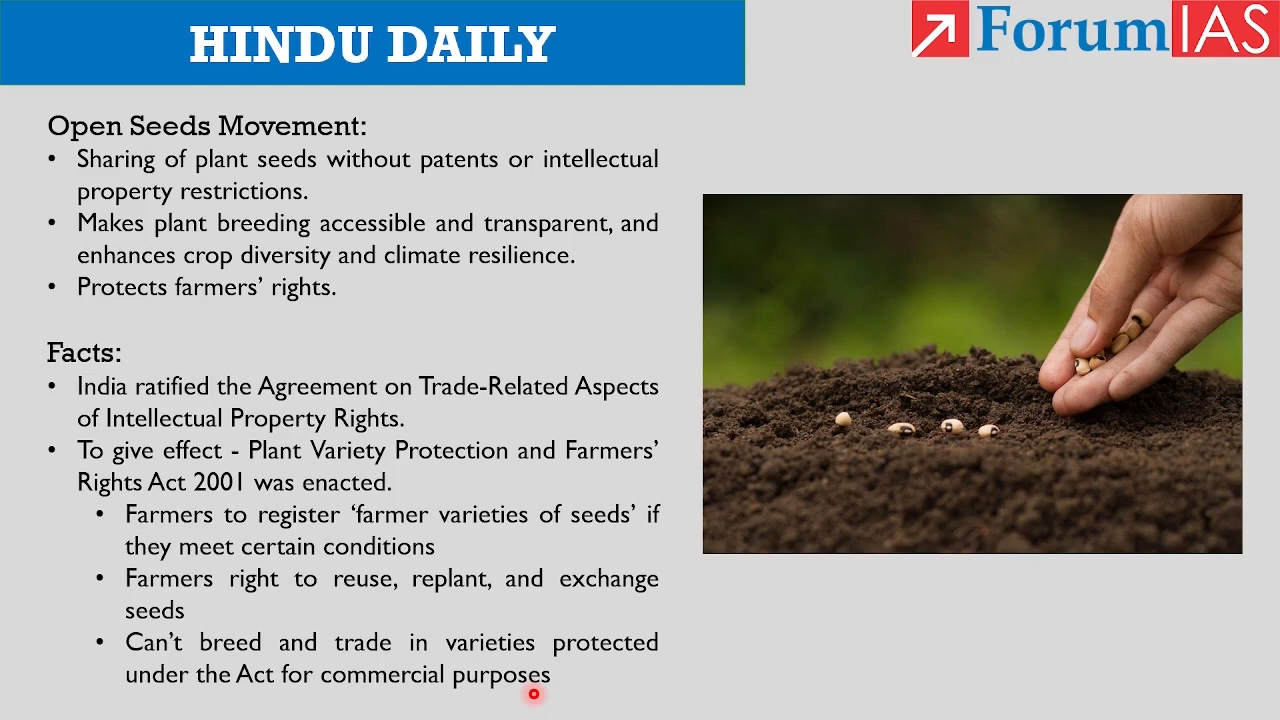 HINDU DAILY
ForumIAS
Open Seeds Movement:
• Sharing of plant seeds without patents or intellectual
property restrictions.
• Makes plant breeding accessible and transparent, and
enhances crop diversity and climate resilience.
• Protects farmers’ rights.
Facts:
• India ratified the Agreement on Trade-Related Aspects
of Intellectual Property Rights.
• To give effect - Plant Variety Protection and Farmers’
Rights Act 2001 was enacted.
• Farmers to register ‘farmer varieties of seeds’ if
they meet certain conditions
• Farmers right to reuse, replant, and exchange
seeds
• Can’t breed and trade in varieties protected
under the Act for commercial purposes